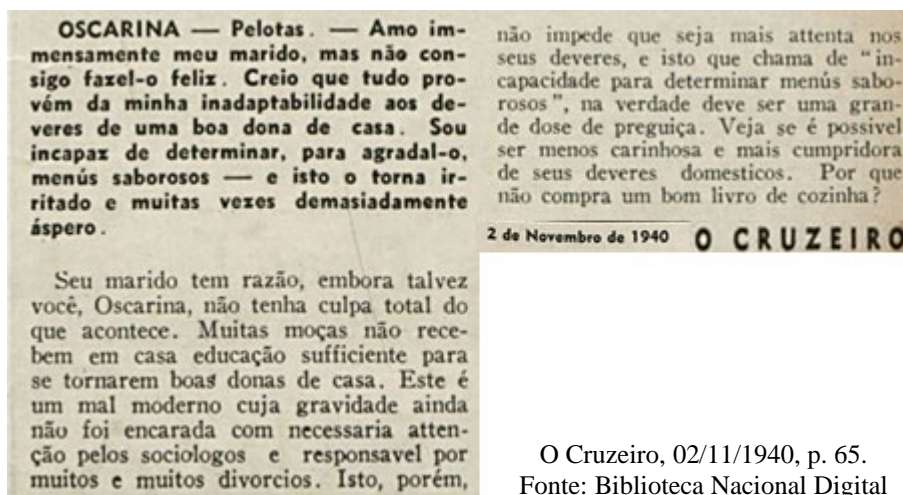 OSCARINA — Pelotas. — Amo im-
mensamente meu marido, mas não con-
sigo fazel-o feliz. Creio que tudo pro-
vém da minha inadaptabilidade aos de-
veres de uma boa dona de casa. Sou
incapaz de determinar, para agradal-o,
menús saborosos — e isto o torna ir-
ritado e muitas vezes demasiadamente
áspero.
Seu marido tem razão, embora talvez
você, Oscarina, não tenha culpa total do
que acontece. Muitas moças não rece-
bem em casa educação sufficiente para
se tornarem boas donas de casa. Este é
um mal moderno cuja gravidade ainda
não foi encarada com necessaria atten-
ção pelos sociologos e responsavel por
muitos e muitos divorcios. Isto, porém,
não impede que seja mais attenta nos
seus deveres, e isto que chama de "in-
capacidade para determinar menús sabo-
rosos", na verdade deve ser uma gran-
de dose de preguiça. Veja se é possivel
ser menos carinhosa e mais cumpridora
de seus deveres domesticos. Por que
não compra um bom livro de cozinha?
2 de Novembro de 1940 O CRUZEIRO
O Cruzeiro, 02/11/1940, p. 65.
Fonte: Biblioteca Nacional Digital